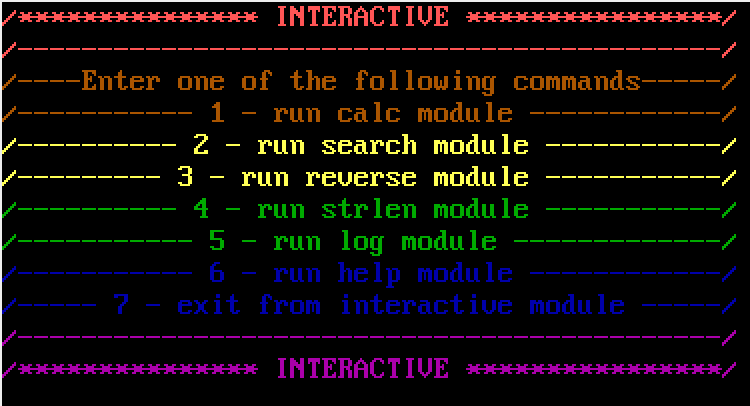 /*************** INTERACTIVE ****************/
/--------------------------------------------/
/----Enter one of the following commands-----/
/----------- 1 - run calc module ------------/
/---------- 2 - run search module -----------/
/--------- 3 - run reverse module -----------/
/---------- 4 - run strlen module -----------/
/----------- 5 - run log module -------------/
/----------- 6 - run help module ------------/
/----- 7 - exit from interactive module -----/
/--------------------------------------------/
/*************** INTERACTIVE ****************/